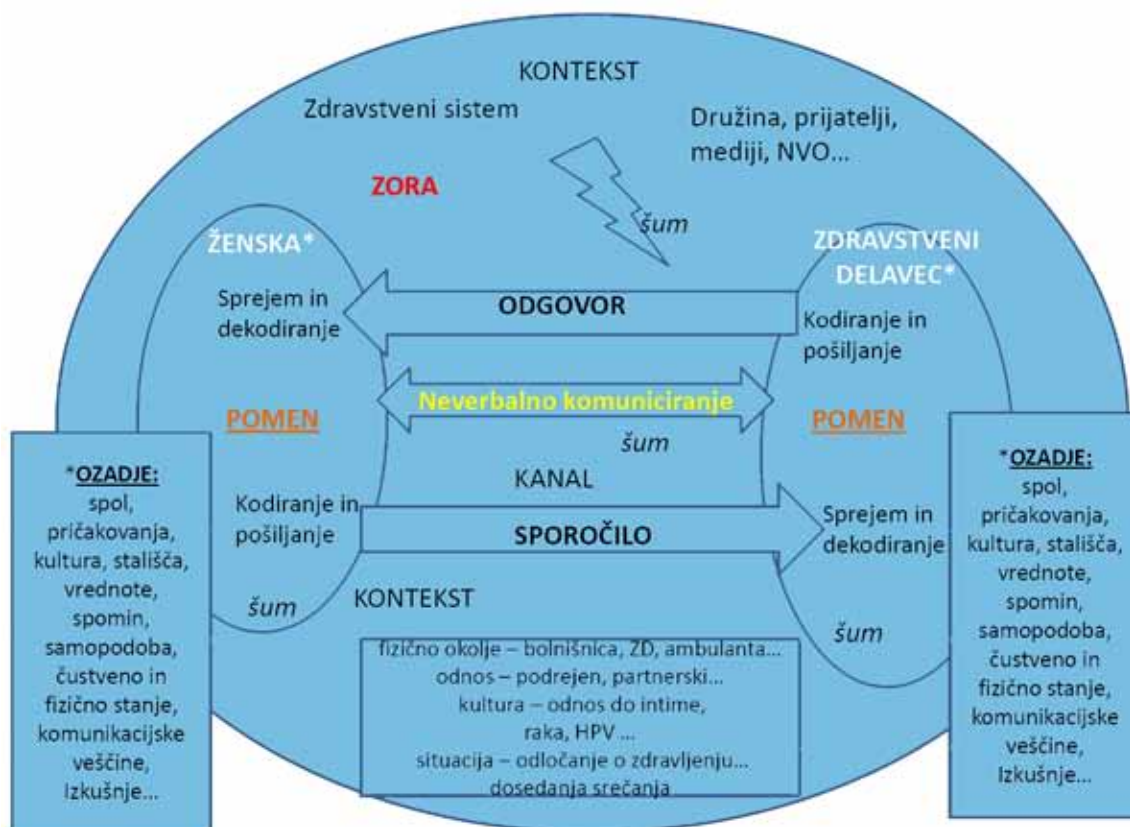 KONTEKST
Zdravstveni sistem
Družina, prijatelji,
mediji, NVO...
ZORA
šum
ŽENSKA*
ZDRAVSTVENI
DELAVEC*
Sprejem in
dekodiranje
ODGOVOR
Kodiranje in
pošiljanje
Neverbalno komuniciranje
POMEN
POMEN
šum
KANAL
Kodiranje in
pošiljanje
SPOROČILO
Sprejem in
dekodiranje
šum
KONTEKST
šum
fizično okolje – bolnišnica, ZD, ambulanta...
odnos – podrejen, partnerski...
kultura – odnos do intime,
raka, HPV ...
situacija – odločanje o zdravljenju...
dosedanja srečanja
*OZADJE:
spol,
pričakovanja,
kultura, stališča,
vrednote,
spomin,
samopodoba,
čustveno in
fizično stanje,
komunikacijske
veščine,
Izkušnje...
*OZADJE:
spol,
pričakovanja,
kultura, stališča,
vrednote,
spomin,
samopodoba,
čustveno in
fizično stanje,
komunikacijske
veščine,
Izkušnje...